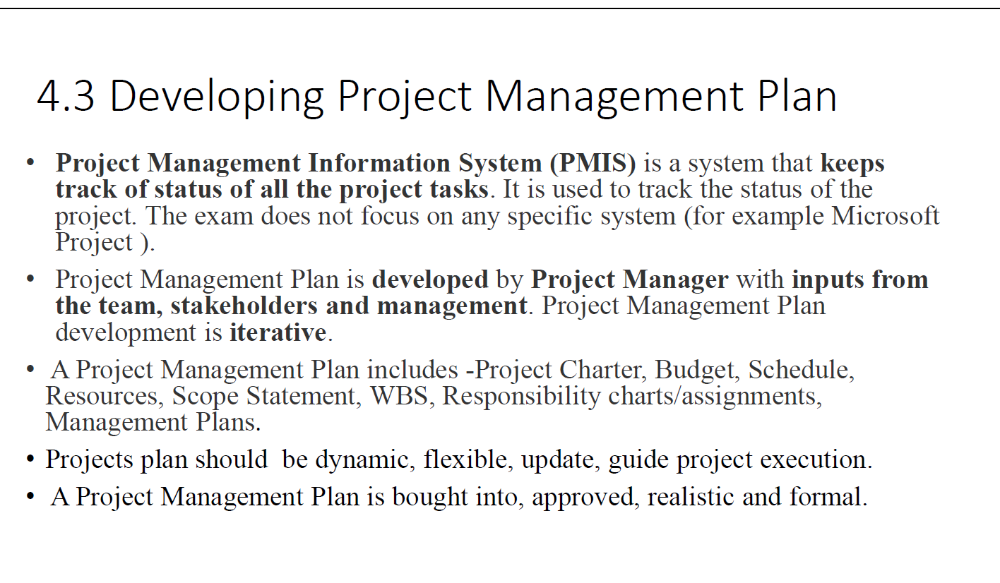 4.3 Developing Project Management Plan
• Project Management Information System (PMIS) is a system that keeps
track of status of all the project tasks. It is used to track the status of the
project. The exam does not focus on any specific system (for example Microsoft
Project ).
• Project Management Plan is developed by Project Manager with inputs from
the team, stakeholders and management. Project Management Plan
development is iterative.
• A Project Management Plan includes -Project Charter, Budget, Schedule,
Resources, Scope Statement, WBS, Responsibility charts/assignments,
Management Plans.
• Projects plan should  be dynamic, flexible, update, guide project execution.
• A Project Management Plan is bought into, approved, realistic and formal.